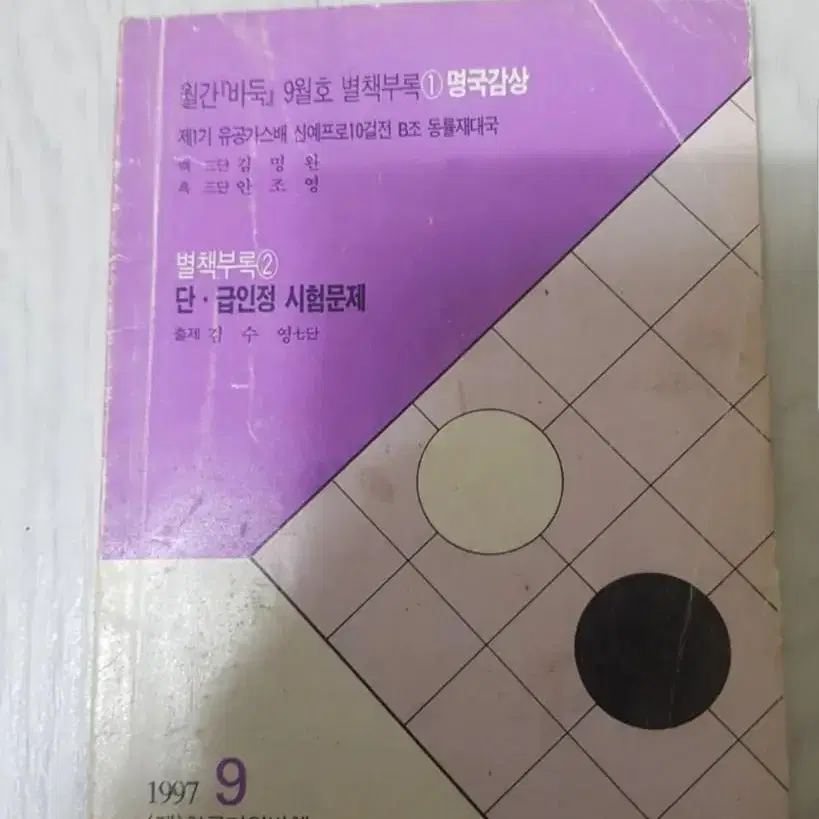 월간「바둑」 9월호 별책부록① 명국감상
제1기 유공가스배 신예프로10걸전 B조 동률재대국
백 三단 김 명 완
흑 三단 안 조 영
별책부록②
단·급인정 시험문제
출제 김 수 영七단
1997 9